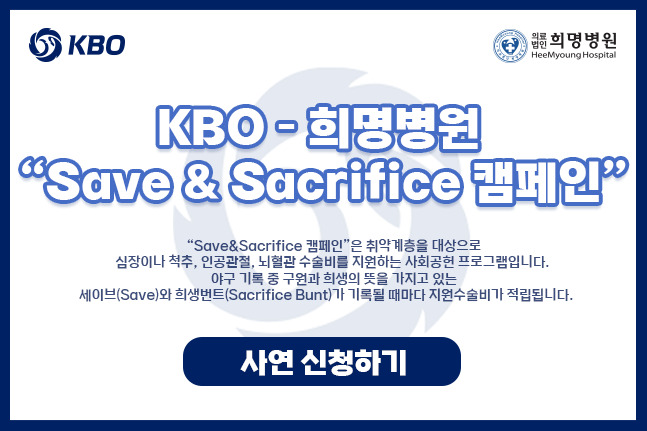 KBO
의료법인 희명병원
HeeMyoung Hospital
KBO - 희명병원
“Save & Sacrifice 캠페인”
“Save&Sacrifice 캠페인”은 취약계층을 대상으로
심장이나 척추, 인공관절, 뇌혈관 수술비를 지원하는 사회공헌 프로그램입니다.
야구 기록 중 구원과 희생의 뜻을 가지고 있는
세이브(Save)와 희생번트(Sacrifice Bunt)가 기록될 때마다 지원수술비가 적립됩니다.
사연 신청하기